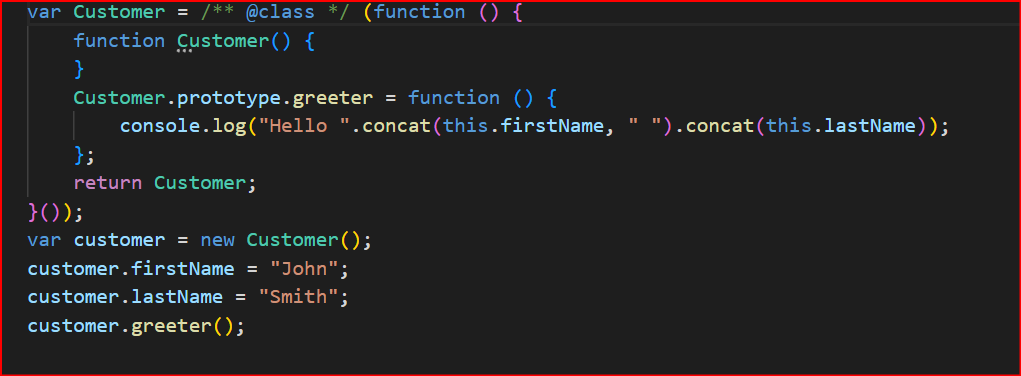 var Customer = /** @class */ (function () {
    function Customer() {
    }
    Customer.prototype.greeter = function () {
        console.log("Hello ".concat(this.firstName, " ").concat(this.lastName));
    };
    return Customer;
}());
var customer = new Customer();
customer.firstName = "John";
customer.lastName = "Smith";
customer.greeter();